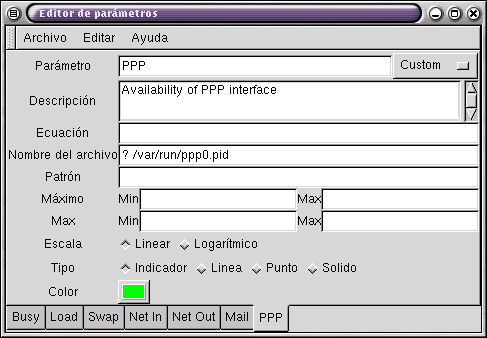 Editor de parámetros
Archivo Editar Ayuda
Parámetro PPP Custom
Descripción Availability of PPP interface
Ecuación
Nombre del archivo ? /var/run/ppp0.pid
Patrón
Máximo Min Max
Max Min Max
Escala Linear Logarítmico
Tipo Indicador Linea Punto Solido
Color
Busy Load Swap Net In Net Out Mail PPP